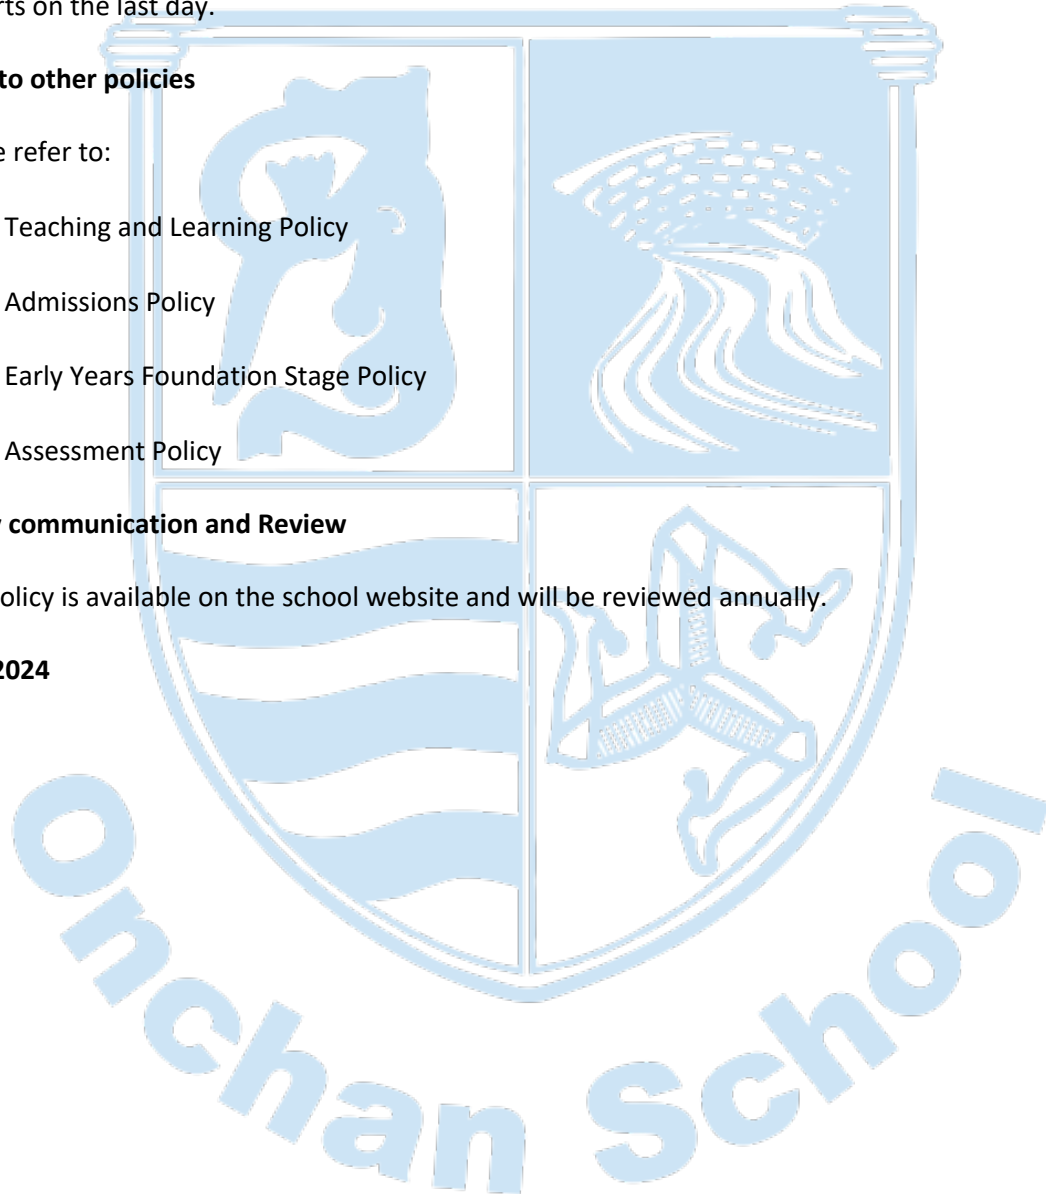 rts on the last day.
to other policies
e refer to:
Teaching and Learning Policy
Admissions Policy
Early Years Foundation Stage Policy
Assessment Policy
y communication and Review
olicy is available on the school website and will be reviewed annually.
2024
Onchan School